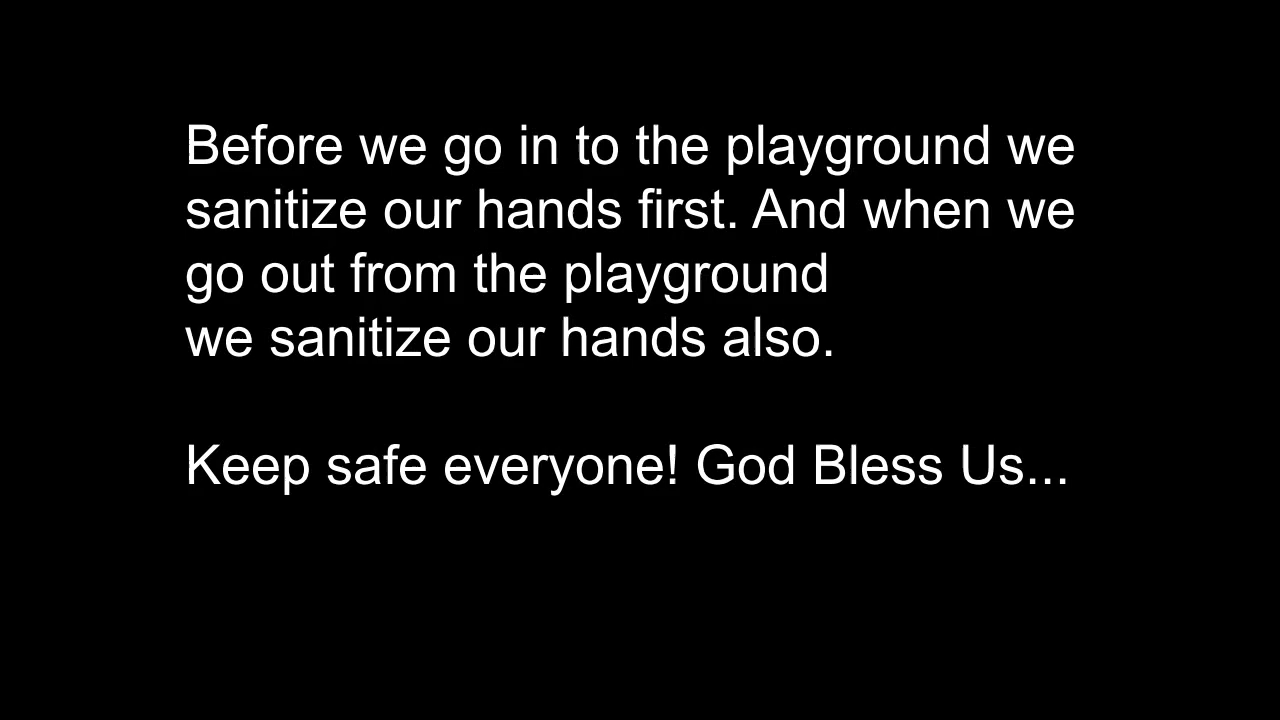 Before we go in to the playground we
sanitize our hands first. And when we
go out from the playground
we sanitize our hands also.
Keep safe everyone! God Bless Us...